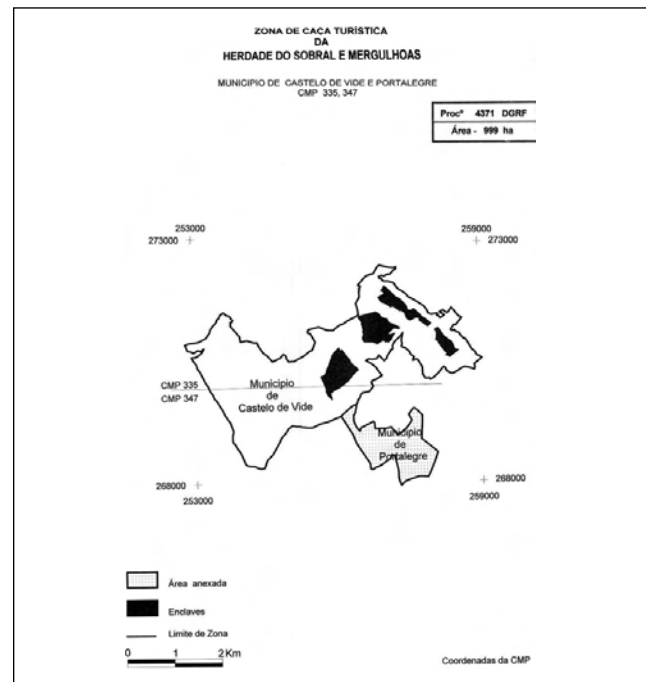 ZONA DE CAÇA TURÍSTICA
DA
HERDADE DO SOBRAL E MERGULHOAS
MUNICIPIO DE CASTELO DE VIDE E PORTALEGRE
CMP 335, 347
Procº 4371 DGRF
Área - 999 ha
253000
273000
259000
273000
CMP 335
CMP 347
Municipio
de
Castelo de Vide
Municipio
de
Portalegre
268000
253000
268000
259000
Área anexada
Enclaves
Limite de Zona
0 1 2 Km
Coordenadas da CMP